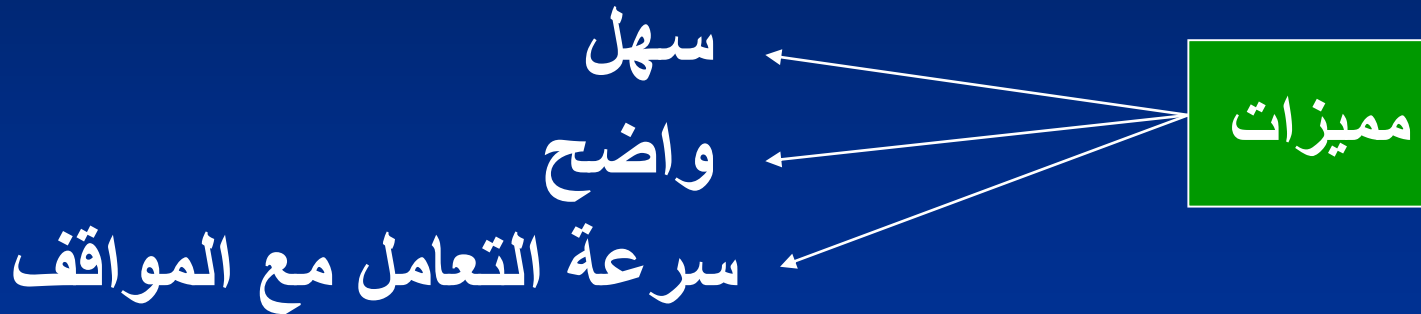 مميزات
سهل
واضح
سرعة التعامل مع المواقف